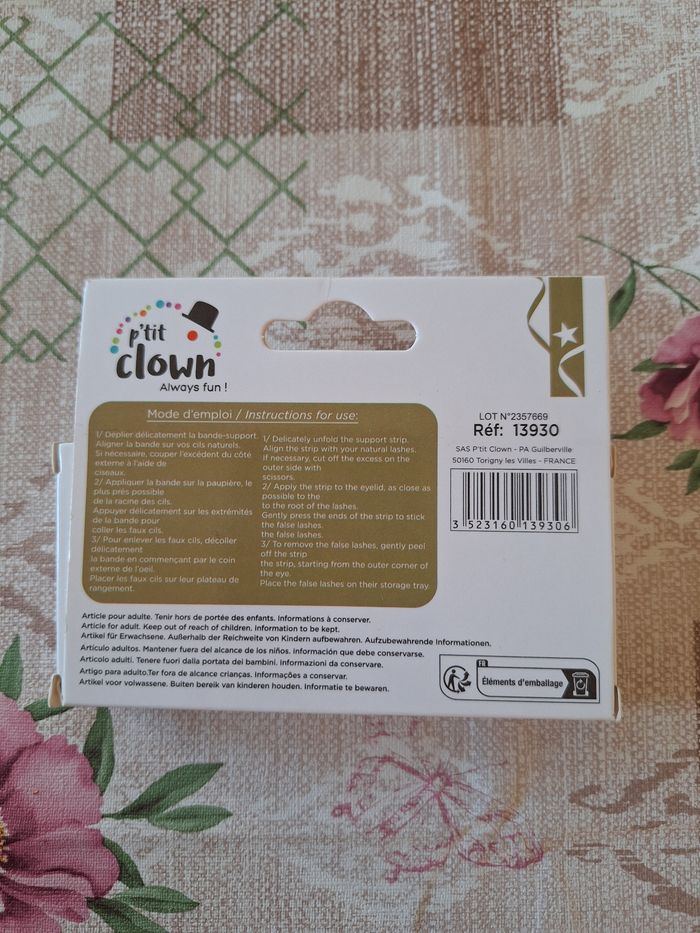 p'tit
clown
Always fun !
Mode d'emploi / Instructions for use:
1/ Déplier délicatement la bande-support.
Aligner la bande sur vos cils naturels.
Si nécessaire, couper l'excédent du côté
externe à l'aide de
ciseaux.
2/ Appliquer la bande sur la paupière, le
plus près possible
de la racine des cils.
Appuyer délicatement sur les extrémités
de la bande pour
coller les faux cils.
3/ Pour enlever les faux cils, décoller
délicatement
la bande en commençant par le coin
externe de l'oeil.
Placer les faux cils sur leur plateau de
rangement.
1/ Delicately unfold the support strip.
Align the strip with your natural lashes.
If necessary, cut off the excess on the
outer side with
scissors.
2/ Apply the strip to the eyelid, as close as
possible to the
to the root of the lashes.
Gently press the ends of the strip to stick
the false lashes.
the false lashes.
3/ To remove the false lashes, gently peel
off the strip
the strip, starting from the outer corner of
the eye.
Place the false lashes on their storage tray
LOT N°2357669
Réf: 13930
SAS P'tit Clown - PA Guilberville
50160 Torigny les Villes - FRANCE
3 523160 139306
Article pour adulte. Tenir hors de portée des enfants. Informations à conserver.
Article for adult. Keep out of reach of children. Information to be kept.
Artikel für Erwachsene. Außerhalb der Reichweite von Kindern aufbewahren. Aufzubewahrende Informationen.
Artículo adultos. Mantener fuera del alcance de los niños. Información que debe conservarse.
Articolo adulti. Tenere fuori dalla portata dei bambini. Informazioni da conservare.
Artigo para adulto.Ter fora de alcance crianças. Informações a conservar.
Artikel voor volwassene. Buiten bereik van kinderen houden. Informatie te bewaren.
FR
Éléments d'emballage